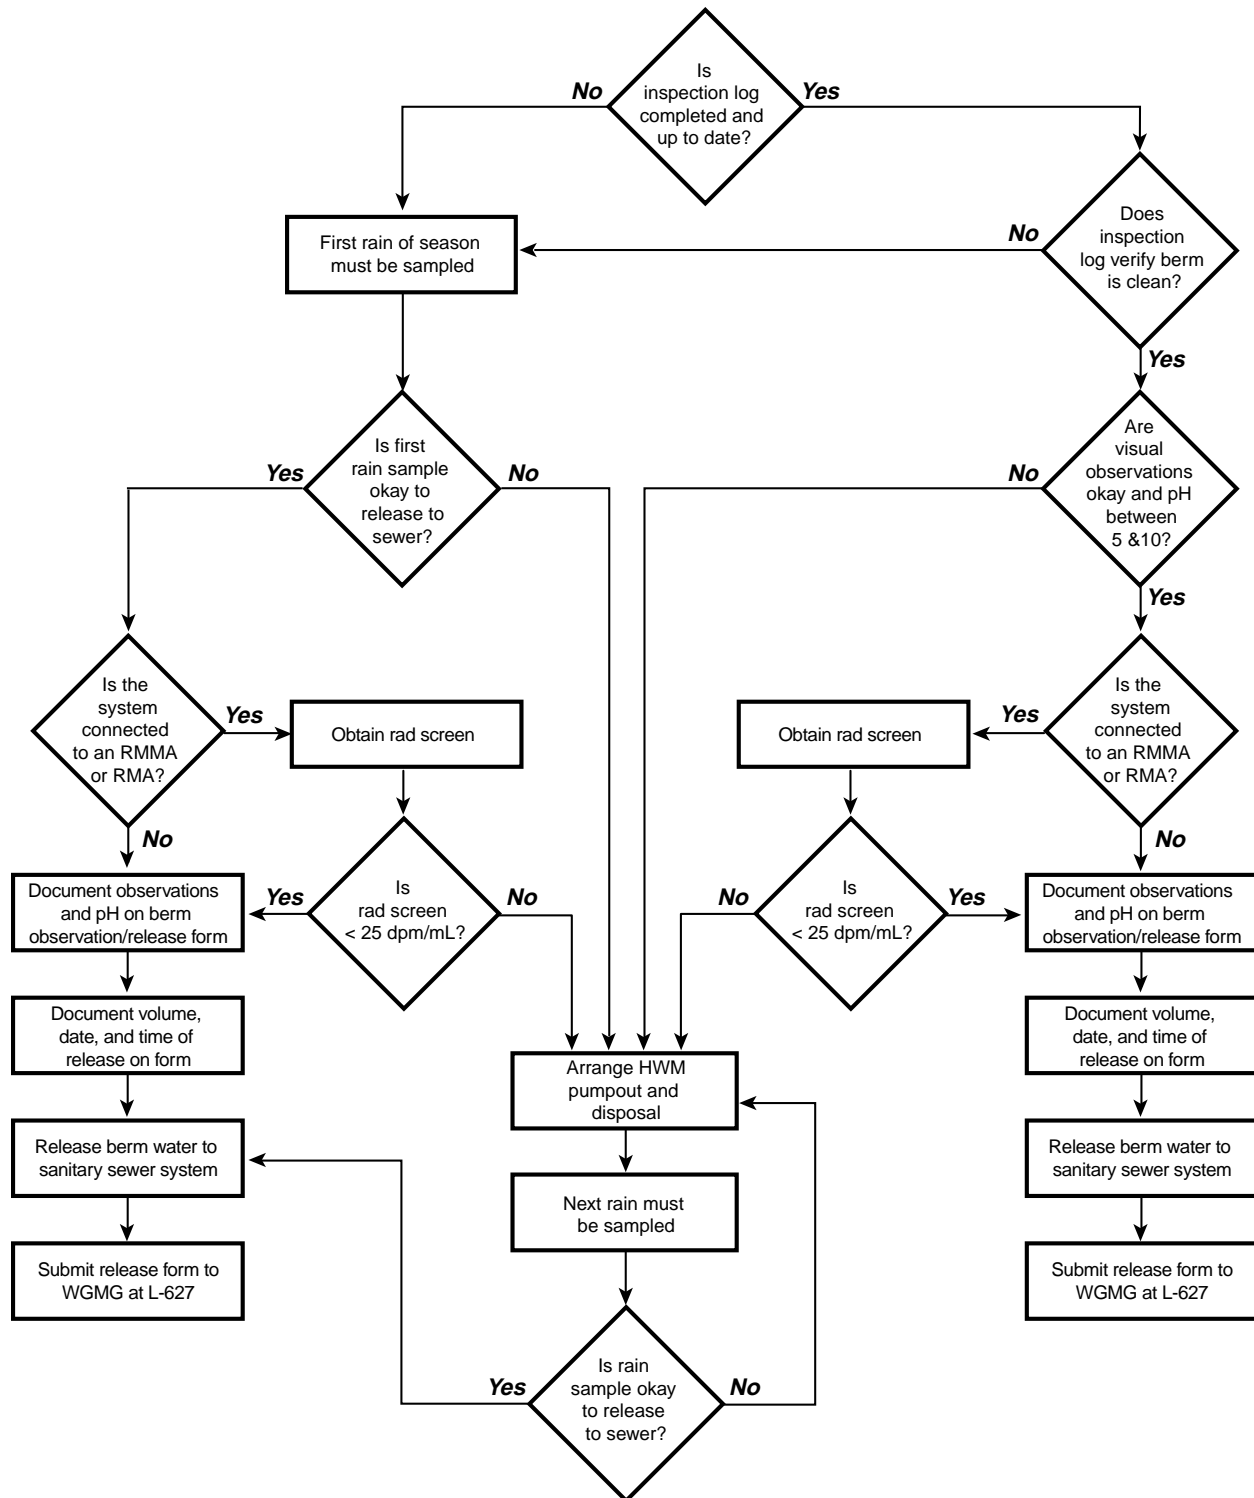 Is
inspection log
completed and
up to date?
No
Yes
First rain of season
must be sampled
No
Does
inspection
log verify berm
is clean?
Yes
Is first
rain sample
okay to
release to
sewer?
Yes
No
Are
visual
observations
okay and pH
between
5 &10?
No
Yes
Is the
system
connected
to an RMMA
or RMA?
Yes
No
Obtain rad screen
Obtain rad screen
Is the
system
connected
to an RMMA
or RMA?
Yes
No
Document observations
and pH on berm
observation/release form
Yes
Is
rad screen
< 25 dpm/mL?
No
No
Is
rad screen
< 25 dpm/mL?
Yes
Document observations
and pH on berm
observation/release form
Document volume,
date, and time of
release on form
Arrange HWM
pumpout and
disposal
Document volume,
date, and time of
release on form
Release berm water to
sanitary sewer system
Next rain must
be sampled
Release berm water to
sanitary sewer system
Submit release form to
WGMG at L-627
Submit release form to
WGMG at L-627
Yes
Is rain
sample okay
to release
to sewer?
No